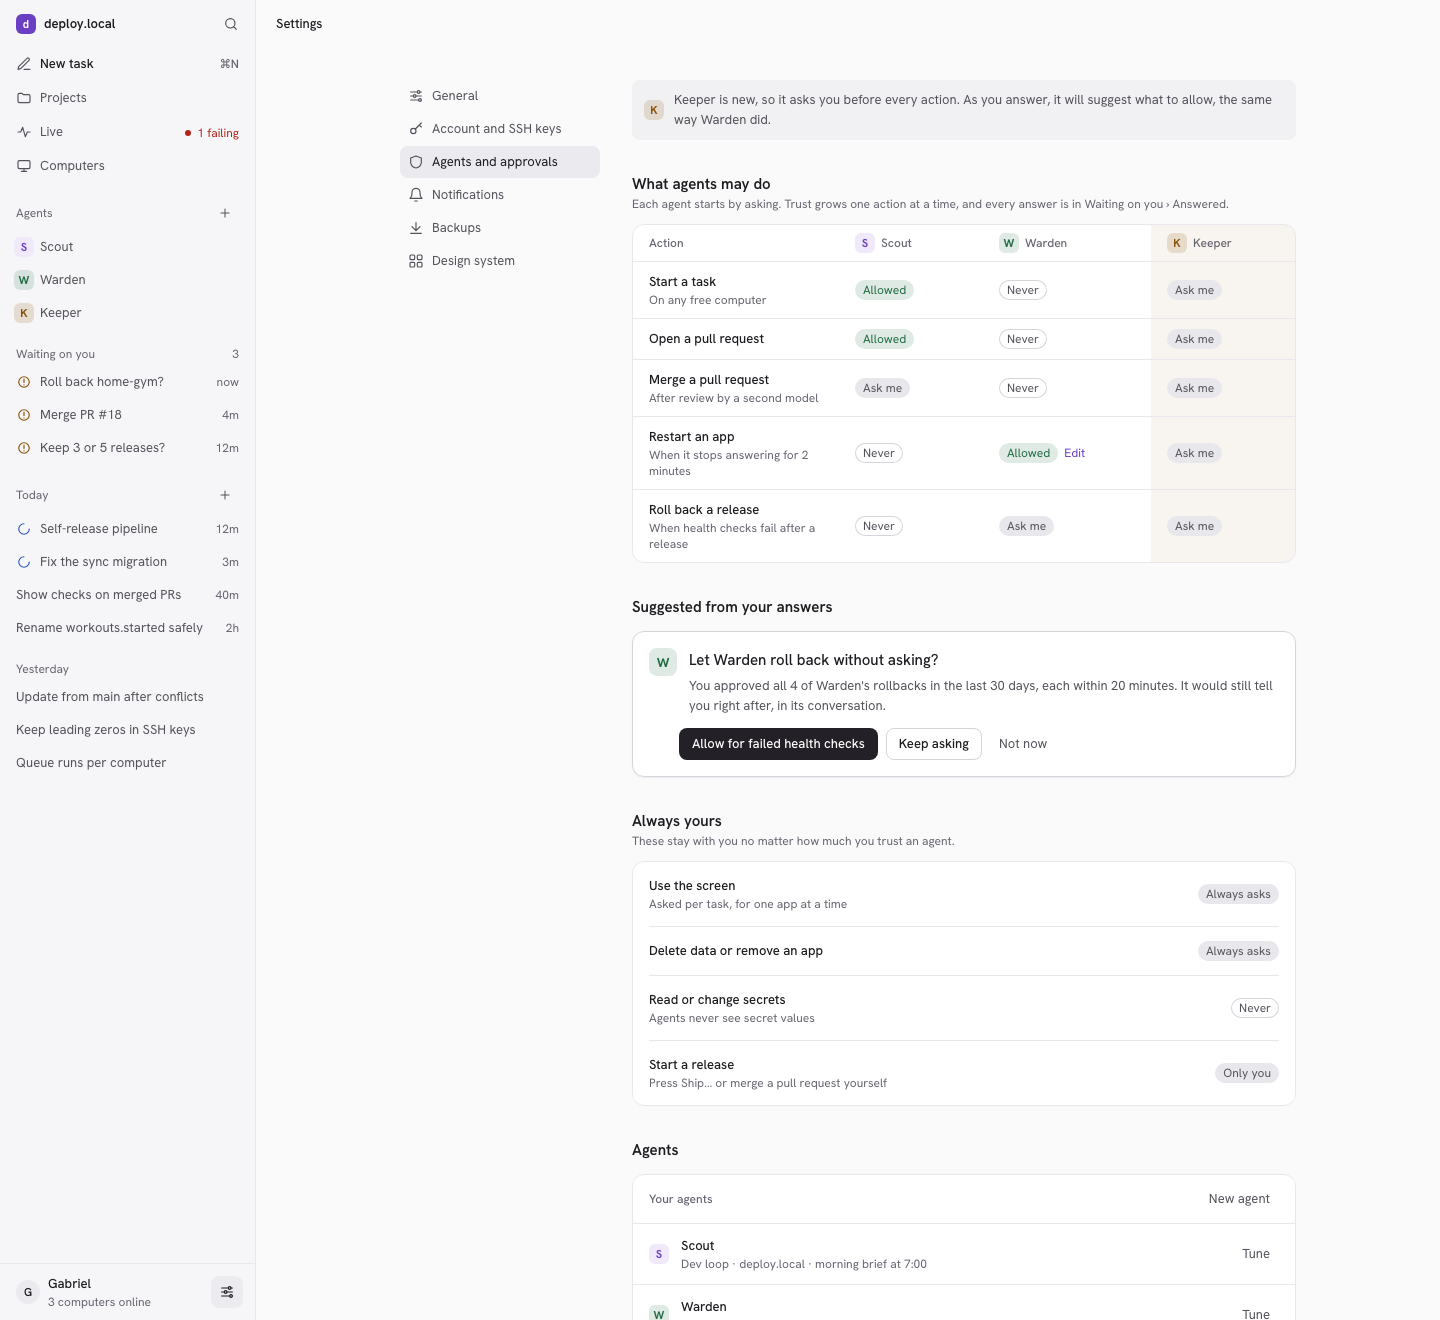 d deploy.local
New task ⌘N
Projects
Live 1 failing
Computers
Agents
S Scout
W Warden
K Keeper
Waiting on you 3
Roll back home-gym? now
Merge PR #18 4m
Keep 3 or 5 releases? 12m
Today
Self-release pipeline 12m
Fix the sync migration 3m
Show checks on merged PRs 40m
Rename workouts.started safely 2h
Yesterday
Update from main after conflicts
Keep leading zeros in SSH keys
Queue runs per computer
G Gabriel
3 computers online
Settings
General
Account and SSH keys
Agents and approvals
Notifications
Backups
Design system
K Keeper is new, so it asks you before every action. As you answer, it will suggest what to allow, the same
way Warden did.
What agents may do
Each agent starts by asking. Trust grows one action at a time, and every answer is in Waiting on you › Answered.
Action S Scout W Warden K Keeper
Start a task
On any free computer
Allowed Never Ask me
Open a pull request Allowed Never Ask me
Merge a pull request
After review by a second model
Ask me Never Ask me
Restart an app
When it stops answering for 2
minutes
Never Allowed Edit Ask me
Roll back a release
When health checks fail after a
release
Never Ask me Ask me
Suggested from your answers
W Let Warden roll back without asking?
You approved all 4 of Warden's rollbacks in the last 30 days, each within 20 minutes. It would still tell
you right after, in its conversation.
Allow for failed health checks Keep asking Not now
Always yours
These stay with you no matter how much you trust an agent.
Use the screen
Asked per task, for one app at a time
Always asks
Delete data or remove an app Always asks
Read or change secrets
Agents never see secret values
Never
Start a release
Press Ship... or merge a pull request yourself
Only you
Agents
Your agents New agent
S Scout
Dev loop · deploy.local · morning brief at 7:00
Tune
W Warden
Tune